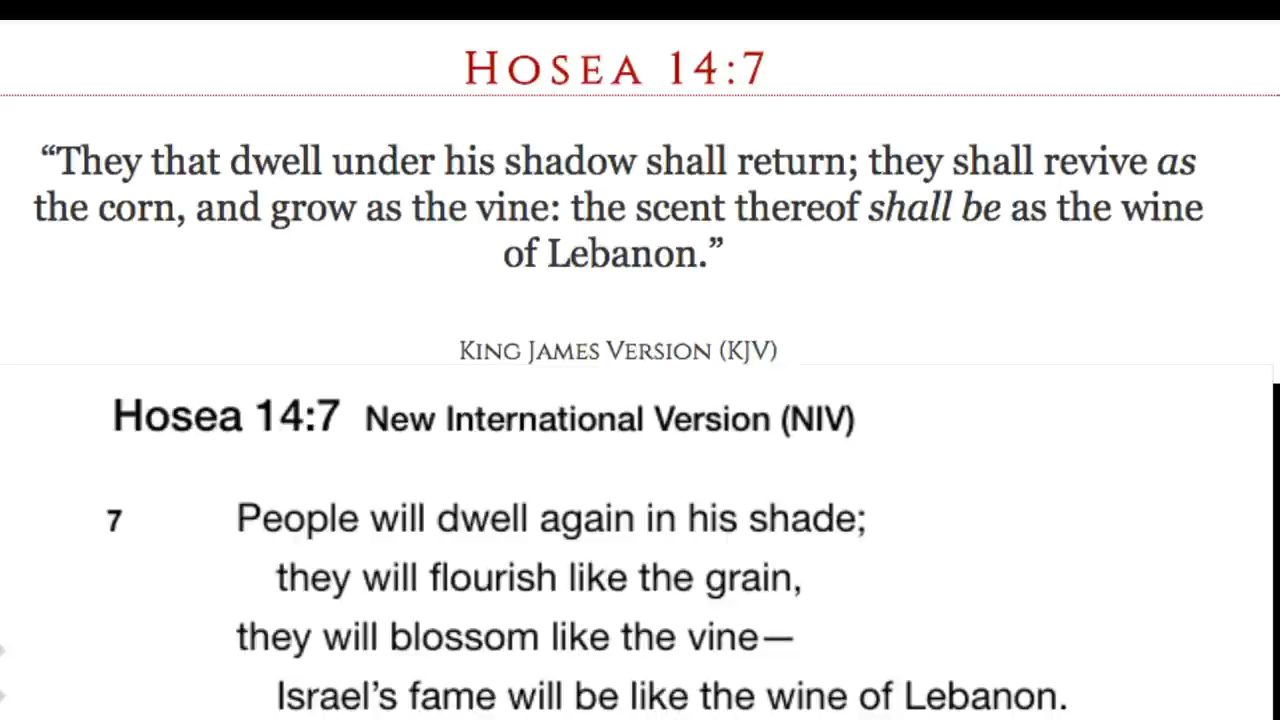 HOSEA 14:7
“They that dwell under his shadow shall return; they shall revive as
the corn, and grow as the vine: the scent thereof shall be as the wine
of Lebanon.”
KING JAMES VERSION (KJV)
Hosea 14:7 New International Version (NIV)
7 People will dwell again in his shade;
they will flourish like the grain,
they will blossom like the vine—
Israel’s fame will be like the wine of Lebanon.